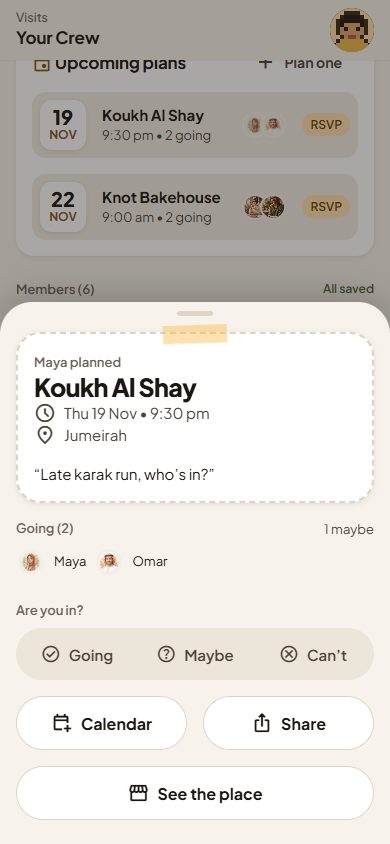 Visits
Your Crew
Upcoming plans
Plan one
19
NOV
Koukh Al Shay
9:30 pm • 2 going
RSVP
22
NOV
Knot Bakehouse
9:00 am • 2 going
RSVP
Members (6)
All saved
Maya planned
Koukh Al Shay
Thu 19 Nov • 9:30 pm
Jumeirah
“Late karak run, who’s in?”
Going (2)
1 maybe
Maya
Omar
Are you in?
Going
Maybe
Can’t
Calendar
Share
See the place